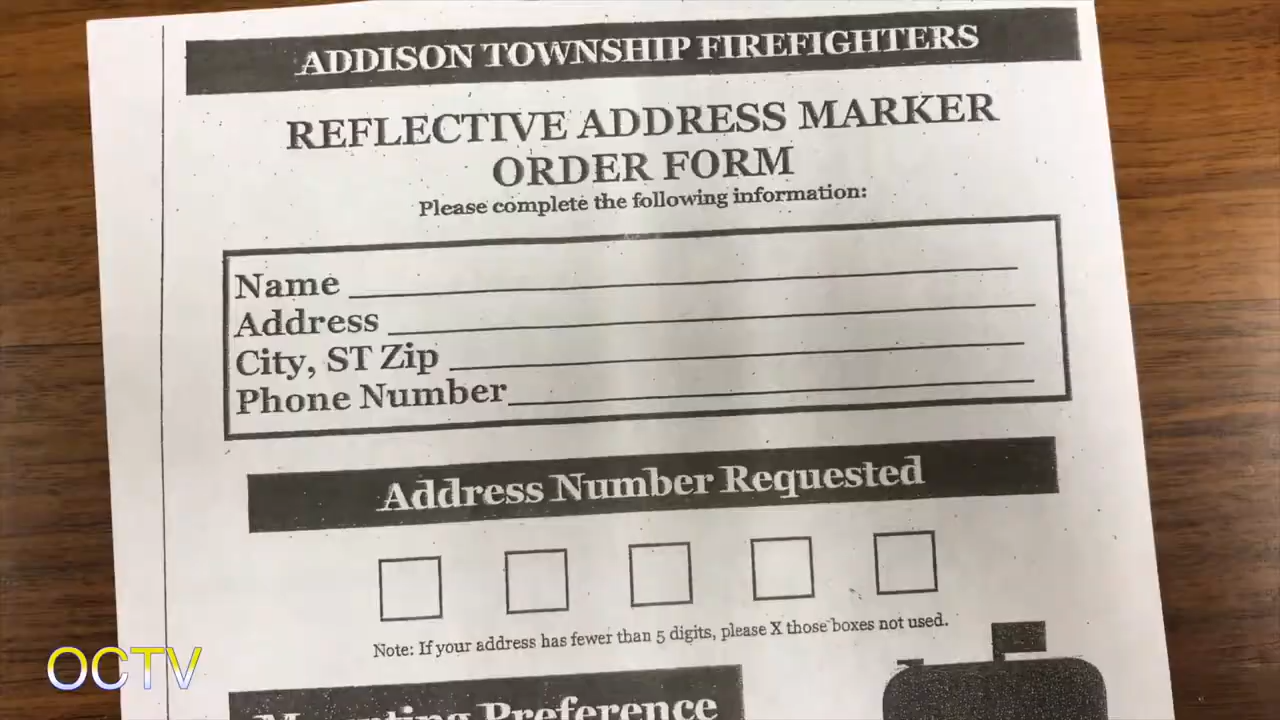 ADDISON TOWNSHIP FIREFIGHTERS
REFLECTIVE ADDRESS MARKER
ORDER FORM
Please complete the following information:
Name
Address
City, ST Zip
Phone Number
Address Number Requested
Note: If your address has fewer than 5 digits, please X those boxes not used.
Mounting Preference
OCTV